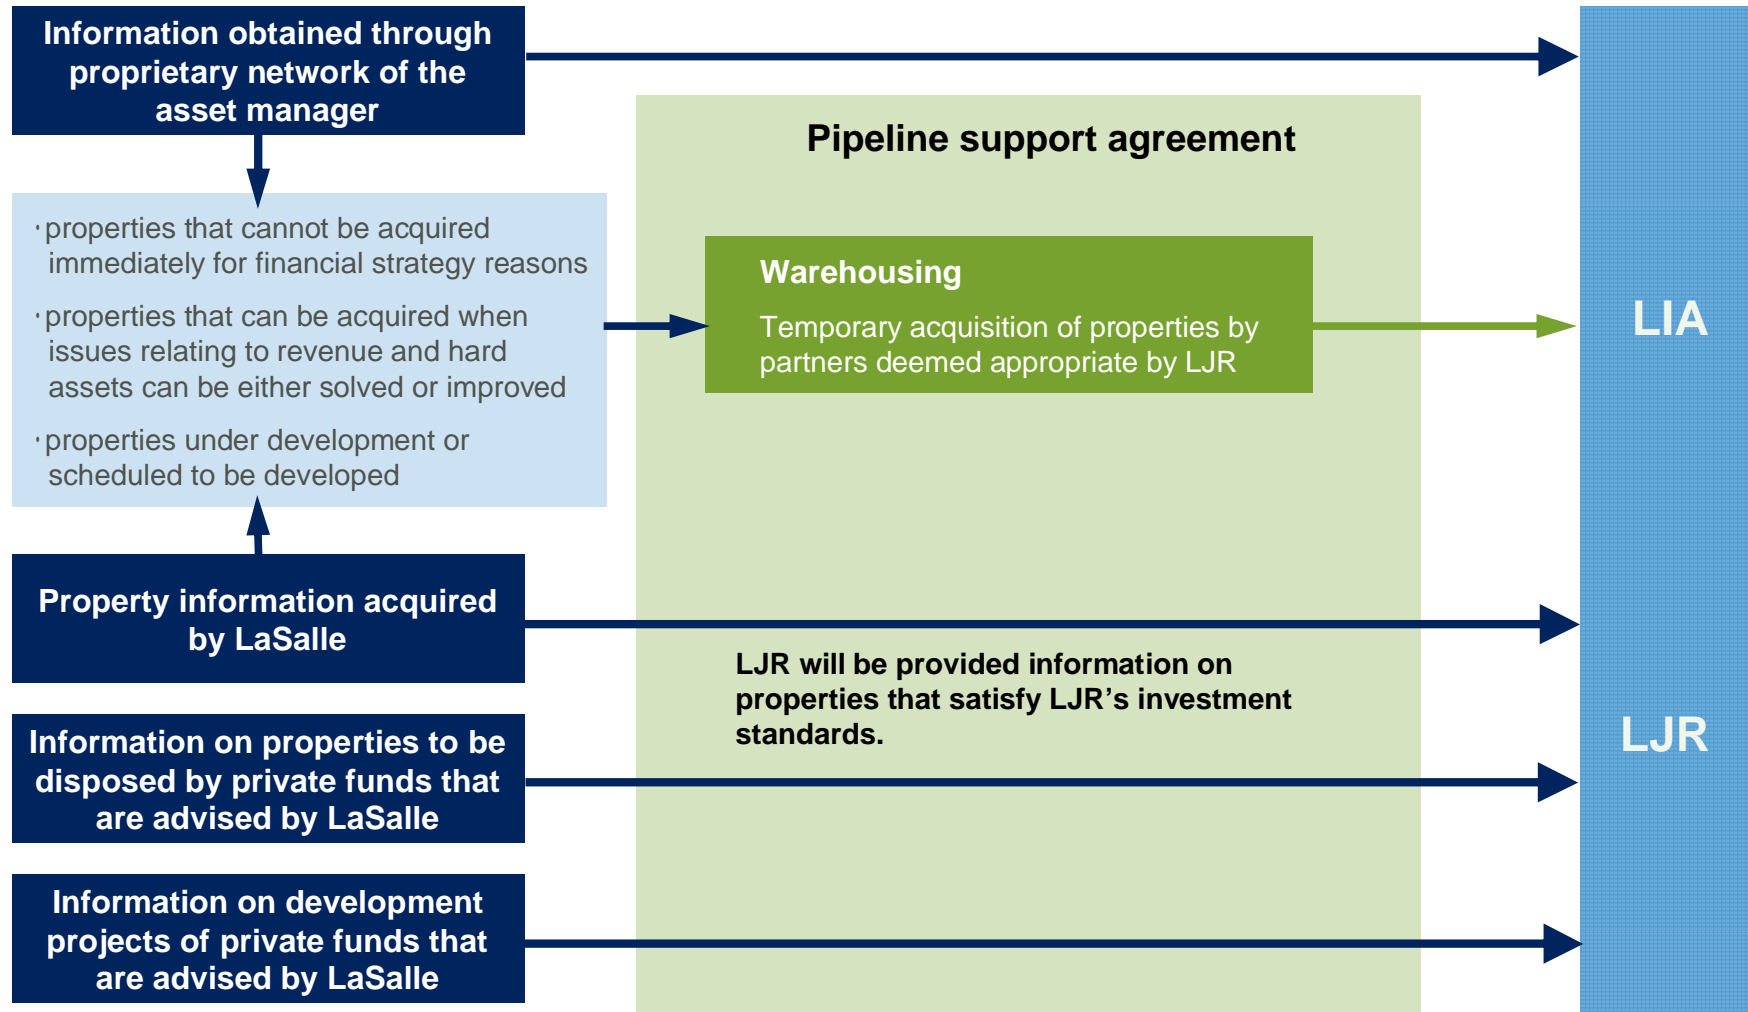 Information obtained through
proprietary network of the
asset manager
Pipeline support agreement
·properties that cannot be acquired
immediately for financial strategy reasons
·properties that can be acquired when
issues relating to revenue and hard
assets can be either solved or improved
·properties under development or
scheduled to be developed
Warehousing
Temporary acquisition of properties by
partners deemed appropriate by LJR
LIA
Property information acquired
by LaSalle
LJR will be provided information on
properties that satisfy LJR’s investment
standards.
LJR
Information on properties to be
disposed by private funds that
are advised by LaSalle
Information on development
projects of private funds that
are advised by LaSalle